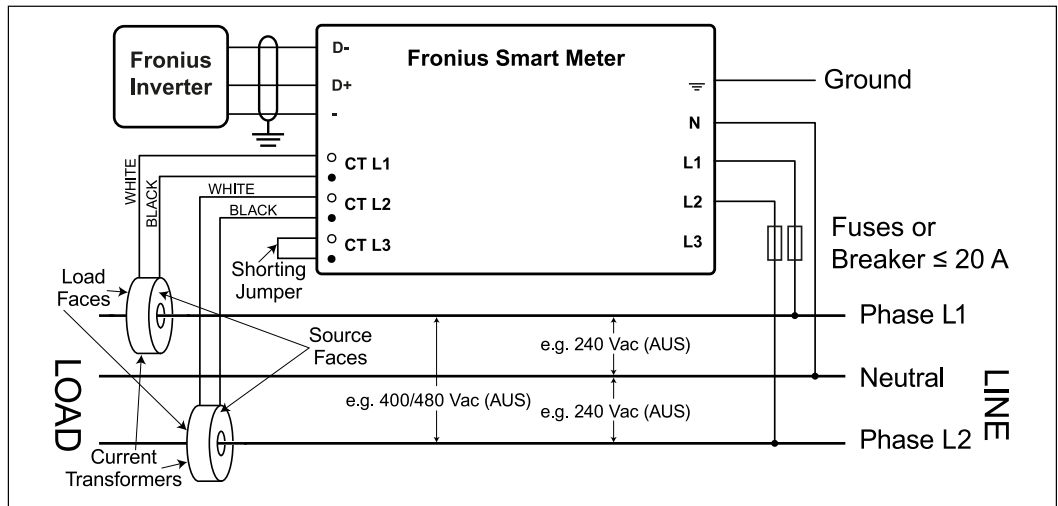 Fronius
Inverter
Fronius Smart Meter
D-
D+
-
CT L1
CT L2
CT L3
N
L1
L2
L3
Ground
WHITE
BLACK
WHITE
BLACK
Shorting
Jumper
Fuses or
Breaker ≤ 20 A
Load
Faces
Source
Faces
Phase L1
e.g. 240 Vac (AUS)
Neutral
e.g. 400/480 Vac (AUS)
e.g. 240 Vac (AUS)
Phase L2
LOAD
LINE
Current
Transformers